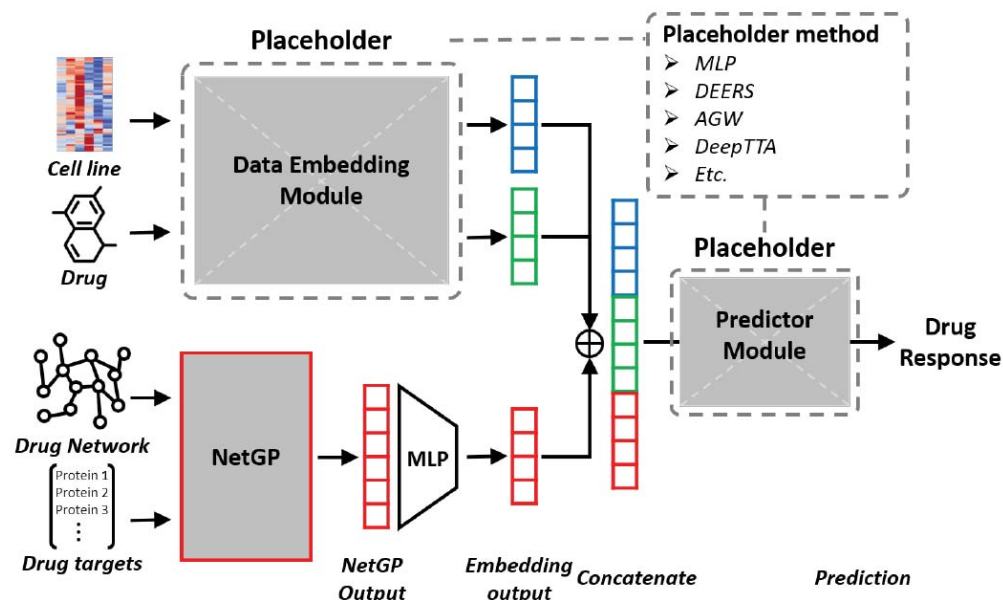 Placeholder
Placeholder method
➢ MLP
➢ DEERS
➢ AGW
➢ DeepTTA
➢ Etc.
Cell line
Data Embedding
Module
Drug
Placeholder
Predictor
Module
Drug
Response
Drug Network
NetGP
MLP
Protein 1
Protein 2
Protein 3
⋮
Drug targets
NetGP
Output
Embedding
output
Concatenate
Prediction